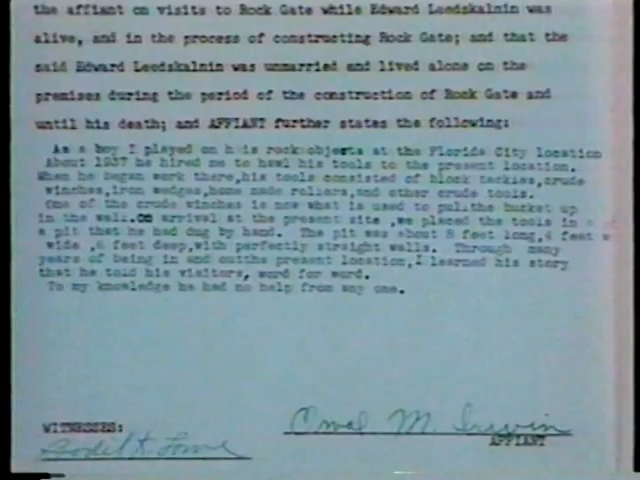 the affiant on visits to Rock Gate while Edward Leedskalnin was
alive, and in the process of constructing Rock Gate; and that the
said Edward Leedskalnin was unmarried and lived alone on the
premises during the period of the construction of Rock Gate and
until his death; and AFFIANT further states the following:
As a boy I played on h is rock objects at the Florida City location
About 1937 he hired me to howl his tools to the present location.
When he began work there,his tools consisted of block tackles,crude
winches,iron wedges,home made rollers,and other crude tools.
One of the crude winches is now what is used to pull the bucket up
in the well.On arrival at the present site ,we placed the tools in
a pit that he had dug by hand. The pit was about 8 feet long,4 feet
wide ,6 feet deep,with perfectly straight walls. Through many
years of being in and out the present location,I learned his story
that he told his visitors, word for word.
To my knowledge he had no help from any one.
WITNESSES:
M. Irwin
AFFIANT